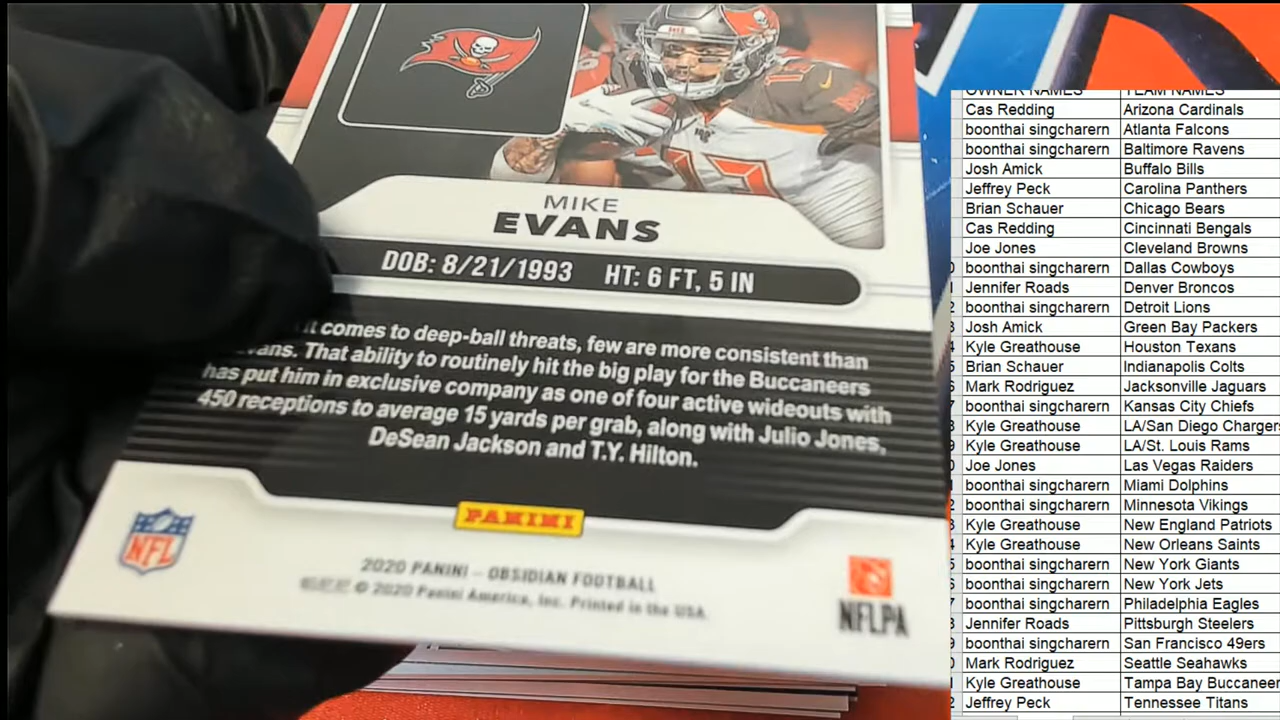 MIKE
EVANS
DOB: 8/21/1993 HT: 6 FT, 5 IN
it comes to deep-ball threats, few are more consistent than
That ability to routinely hit the big play for the Buccaneers
has put him in exclusive company as one of four active wideouts with
450 receptions to average 15 yards per grab, along with Julio Jones,
DeSean Jackson and T.Y. Hilton.
PANINI
NFL
2020 PANINI – OBSIDIAN FOOTBALL
© 2020 Panini America, Inc. Printed in the USA.
NFLPA
13
OWNER NAMES TEAM NAMES
Cas Redding Arizona Cardinals
boonthai singcharern Atlanta Falcons
boonthai singcharern Baltimore Ravens
Josh Amick Buffalo Bills
Jeffrey Peck Carolina Panthers
Brian Schauer Chicago Bears
Cas Redding Cincinnati Bengals
Joe Jones Cleveland Browns
boonthai singcharern Dallas Cowboys
Jennifer Roads Denver Broncos
boonthai singcharern Detroit Lions
Josh Amick Green Bay Packers
Kyle Greathouse Houston Texans
Brian Schauer Indianapolis Colts
Mark Rodriguez Jacksonville Jaguars
boonthai singcharern Kansas City Chiefs
Kyle Greathouse LA/San Diego Chargers
Kyle Greathouse LA/St. Louis Rams
Joe Jones Las Vegas Raiders
boonthai singcharern Miami Dolphins
boonthai singcharern Minnesota Vikings
Kyle Greathouse New England Patriots
Kyle Greathouse New Orleans Saints
boonthai singcharern New York Giants
boonthai singcharern New York Jets
boonthai singcharern Philadelphia Eagles
Jennifer Roads Pittsburgh Steelers
boonthai singcharern San Francisco 49ers
Mark Rodriguez Seattle Seahawks
Kyle Greathouse Tampa Bay Buccaneer
Jeffrey Peck Tennessee Titans